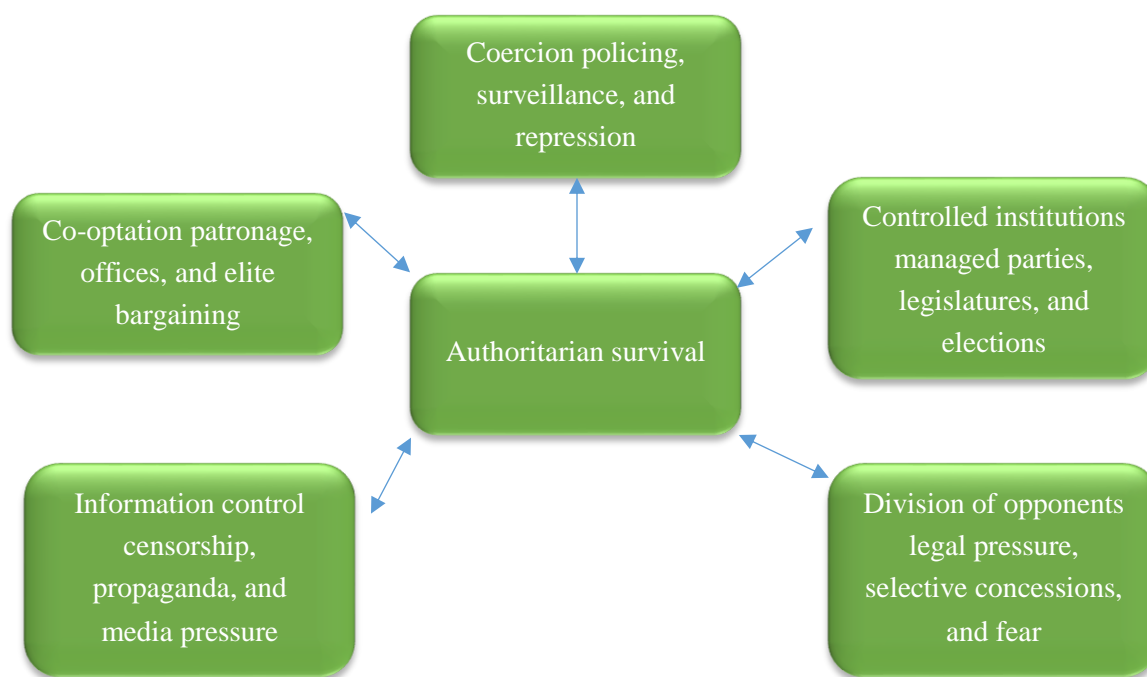 Coercion policing,
surveillance, and
repression
Co-optation patronage,
offices, and elite
bargaining
Controlled institutions
managed parties,
legislatures, and
elections
Authoritarian survival
Information control
censorship,
propaganda, and
media pressure
Division of opponents
legal pressure,
selective concessions,
and fear